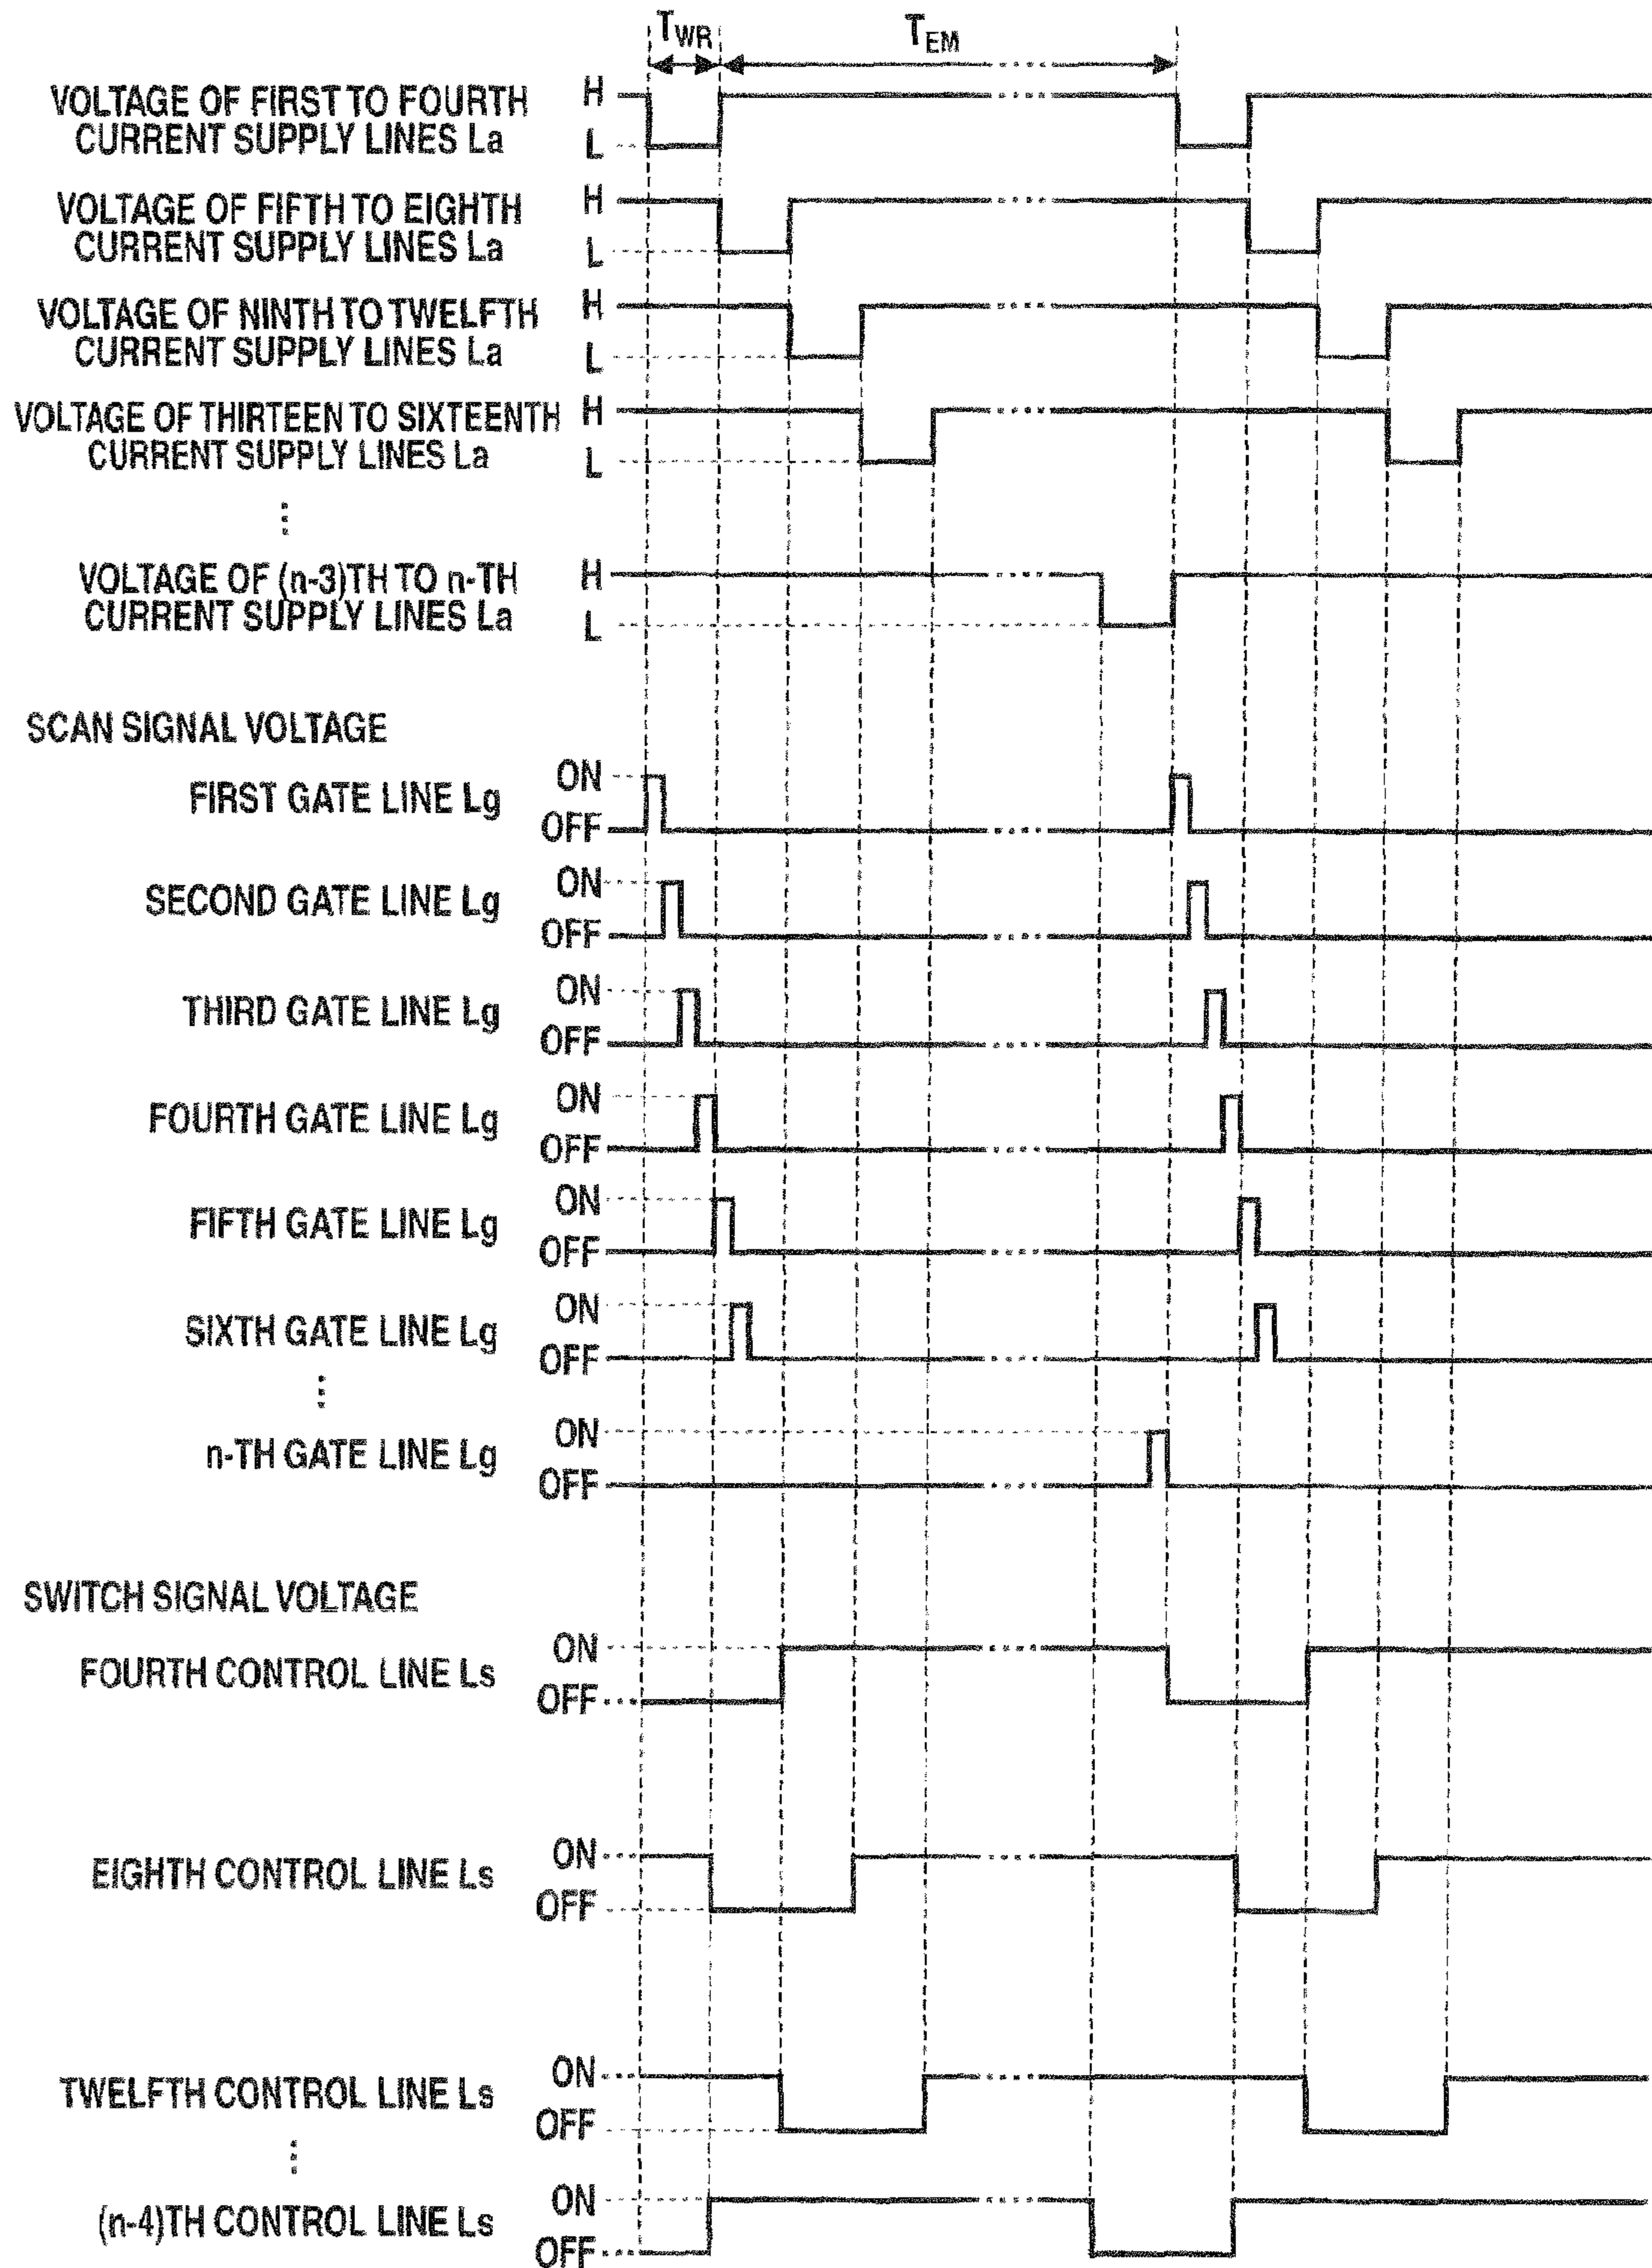 TWR TEM
VOLTAGE OF FIRST TO FOURTH H
CURRENT SUPPLY LINES La L
VOLTAGE OF FIFTH TO EIGHTH H
CURRENT SUPPLY LINES La L
VOLTAGE OF NINTH TO TWELFTH H
CURRENT SUPPLY LINES La L
VOLTAGE OF THIRTEEN TO SIXTEENTH H
CURRENT SUPPLY LINES La L
VOLTAGE OF (n-3)TH TO n-TH H
CURRENT SUPPLY LINES La L
SCAN SIGNAL VOLTAGE
FIRST GATE LINE Lg ON
OFF
SECOND GATE LINE Lg ON
OFF
THIRD GATE LINE Lg ON
OFF
FOURTH GATE LINE Lg ON
OFF
FIFTH GATE LINE Lg ON
OFF
SIXTH GATE LINE Lg ON
OFF
n-TH GATE LINE Lg ON
OFF
SWITCH SIGNAL VOLTAGE
FOURTH CONTROL LINE Ls ON
OFF
EIGHTH CONTROL LINE Ls ON
OFF
TWELFTH CONTROL LINE Ls ON
OFF
(n-4)TH CONTROL LINE Ls ON
OFF